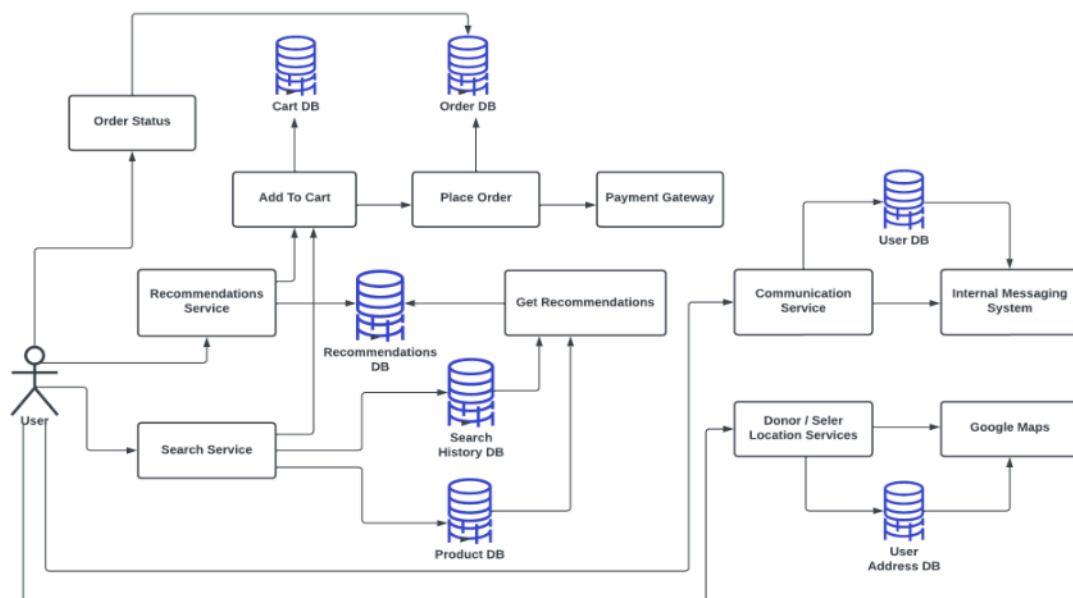 Order Status
Cart DB
Order DB
Add To Cart
Place Order
Payment Gateway
User DB
Recommendations
Service
Recommendations
DB
Get Recommendations
Communication
Service
Internal Messaging
System
User
Search Service
Search
History DB
Product DB
Donor / Seler
Location Services
Google Maps
User
Address DB